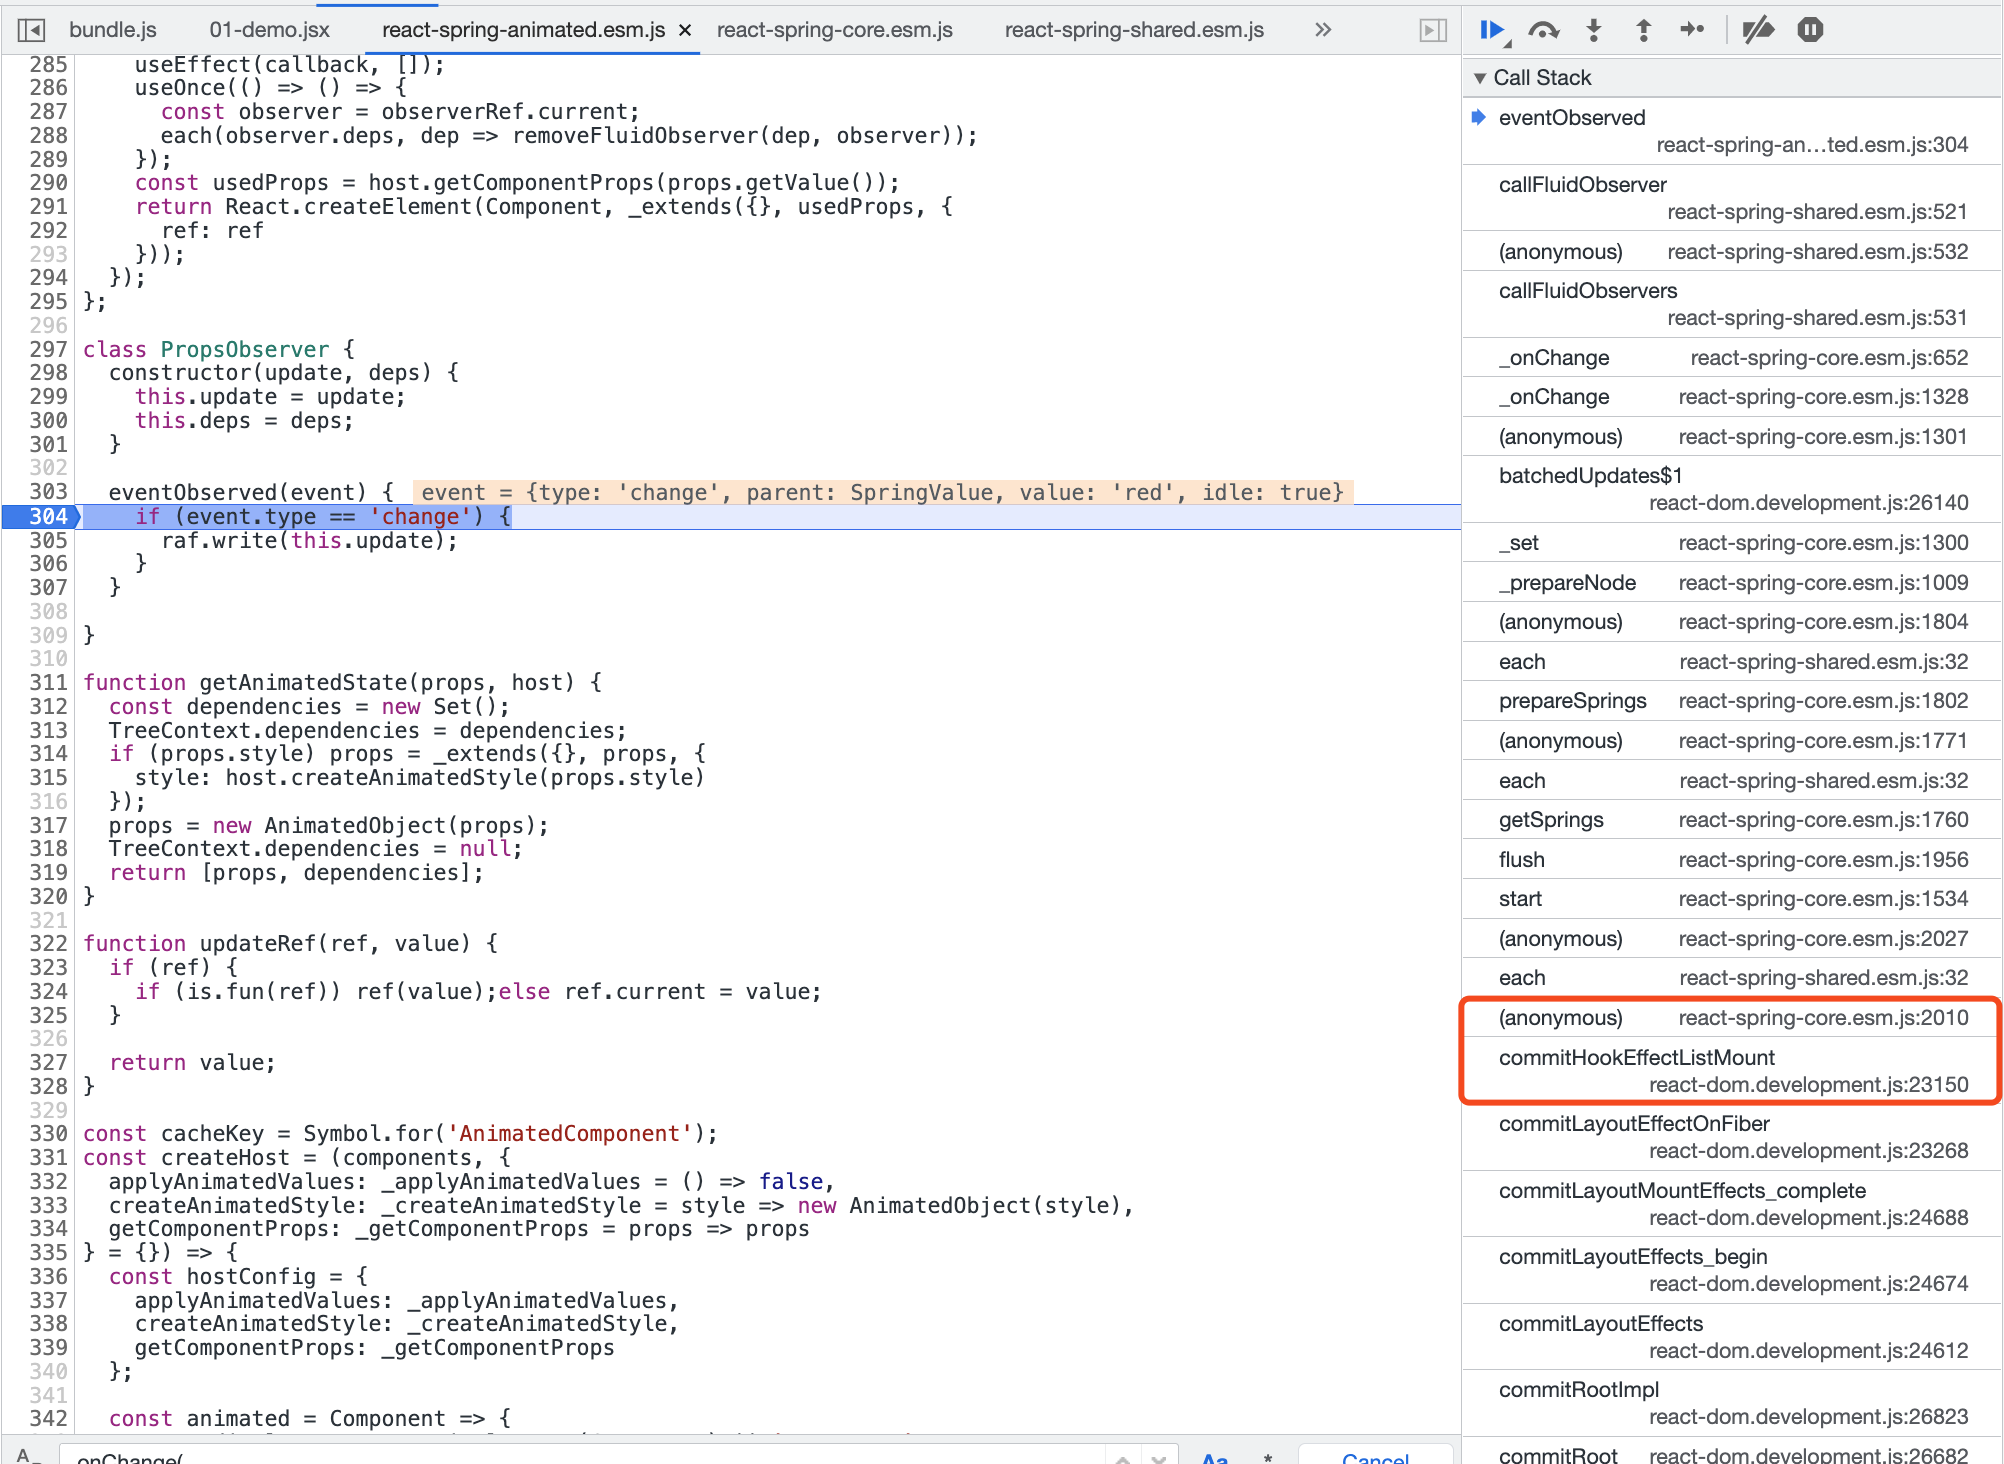 bundle.js 01-demo.jsx react-spring-animated.esm.js × react-spring-core.esm.js react-spring-shared.esm.js »
285     useEffect(callback, []);
286     useOnce(() => () => {
287       const observer = observerRef.current;
288       each(observer.deps, dep => removeFluidObserver(dep, observer));
289     });
290     const usedProps = host.getComponentProps(props.getValue());
291     return React.createElement(Component, _extends({}, usedProps, {
292       ref: ref
293     }));
294   });
295 };
296
297 class PropsObserver {
298   constructor(update, deps) {
299     this.update = update;
300     this.deps = deps;
301   }
302
303   eventObserved(event) { event = {type: 'change', parent: SpringValue, value: 'red', idle: true}
304     if (event.type == 'change') {
305       raf.write(this.update);
306     }
307   }
308
309 }
310
311 function getAnimatedState(props, host) {
312   const dependencies = new Set();
313   TreeContext.dependencies = dependencies;
314   if (props.style) props = _extends({}, props, {
315     style: host.createAnimatedStyle(props.style)
316   });
317   props = new AnimatedObject(props);
318   TreeContext.dependencies = null;
319   return [props, dependencies];
320 }
321
322 function updateRef(ref, value) {
323   if (ref) {
324     if (is.fun(ref)) ref(value);else ref.current = value;
325   }
326
327   return value;
328 }
329
330 const cacheKey = Symbol.for('AnimatedComponent');
331 const createHost = (components, {
332   applyAnimatedValues: _applyAnimatedValues = () => false,
333   createAnimatedStyle: _createAnimatedStyle = style => new AnimatedObject(style),
334   getComponentProps: _getComponentProps = props => props
335 } = {}) => {
336   const hostConfig = {
337     applyAnimatedValues: _applyAnimatedValues,
338     createAnimatedStyle: _createAnimatedStyle,
339     getComponentProps: _getComponentProps
340   };
341
342   const animated = Component => {
onChange(
Aa .* Cancel
▼ Call Stack
eventObserved
react-spring-an…ted.esm.js:304
callFluidObserver
react-spring-shared.esm.js:521
(anonymous) react-spring-shared.esm.js:532
callFluidObservers
react-spring-shared.esm.js:531
_onChange react-spring-core.esm.js:652
_onChange react-spring-core.esm.js:1328
(anonymous) react-spring-core.esm.js:1301
batchedUpdates$1
react-dom.development.js:26140
_set react-spring-core.esm.js:1300
_prepareNode react-spring-core.esm.js:1009
(anonymous) react-spring-core.esm.js:1804
each react-spring-shared.esm.js:32
prepareSprings react-spring-core.esm.js:1802
(anonymous) react-spring-core.esm.js:1771
each react-spring-shared.esm.js:32
getSprings react-spring-core.esm.js:1760
flush react-spring-core.esm.js:1956
start react-spring-core.esm.js:1534
(anonymous) react-spring-core.esm.js:2027
each react-spring-shared.esm.js:32
(anonymous) react-spring-core.esm.js:2010
commitHookEffectListMount
react-dom.development.js:23150
commitLayoutEffectOnFiber
react-dom.development.js:23268
commitLayoutMountEffects_complete
react-dom.development.js:24688
commitLayoutEffects_begin
react-dom.development.js:24674
commitLayoutEffects
react-dom.development.js:24612
commitRootImpl
react-dom.development.js:26823
commitRoot react-dom.development.js:26682